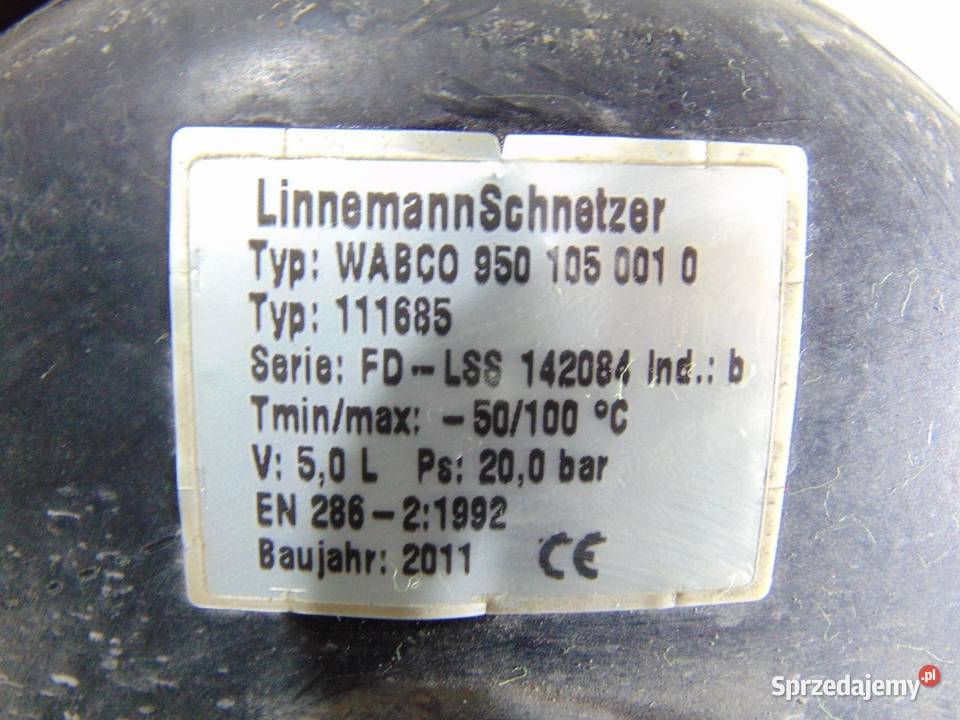 LinnemannSchnetzer
Typ: WABCO 950 105 001 0
Typ: 111685
Serie: FD-LSS 142084 Ind.: b
Tmin/max: -50/100 °C
V: 5,0 L Ps: 20,0 bar
EN 286-2:1992
Baujahr: 2011 CE
Sprzedajemy.pl